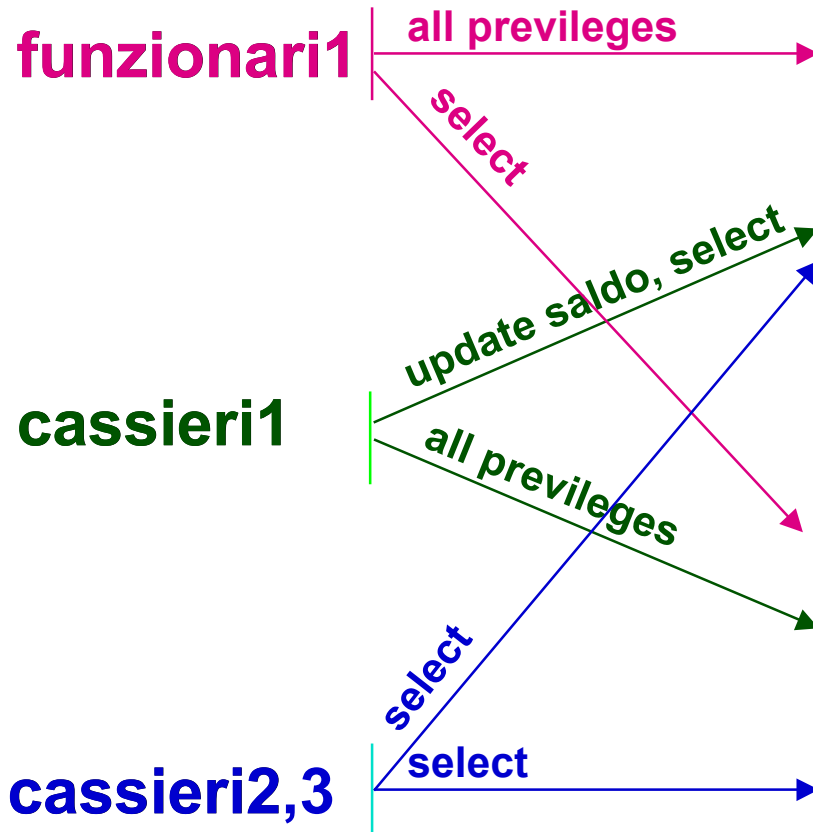 all previleges
funzionari1
select
update saldo, select
cassieri1
all previleges
select
select
cassieri2,3